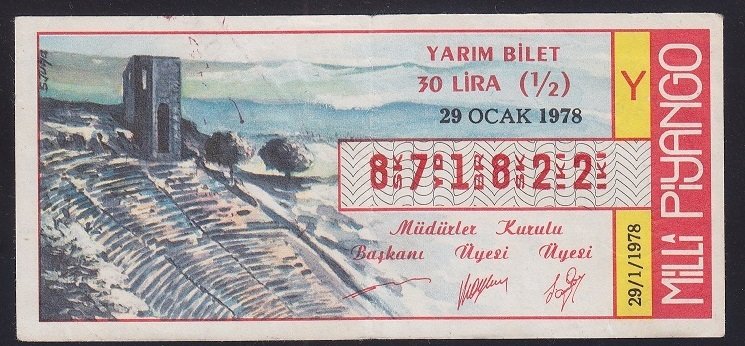 YARIM BİLET
30 LİRA (1/2)
29 OCAK 1978
871822
Müdürler Kurulu
Başkanı Üyesi Üyesi
Y
29/1/1978
MİLLİ PİYANGO